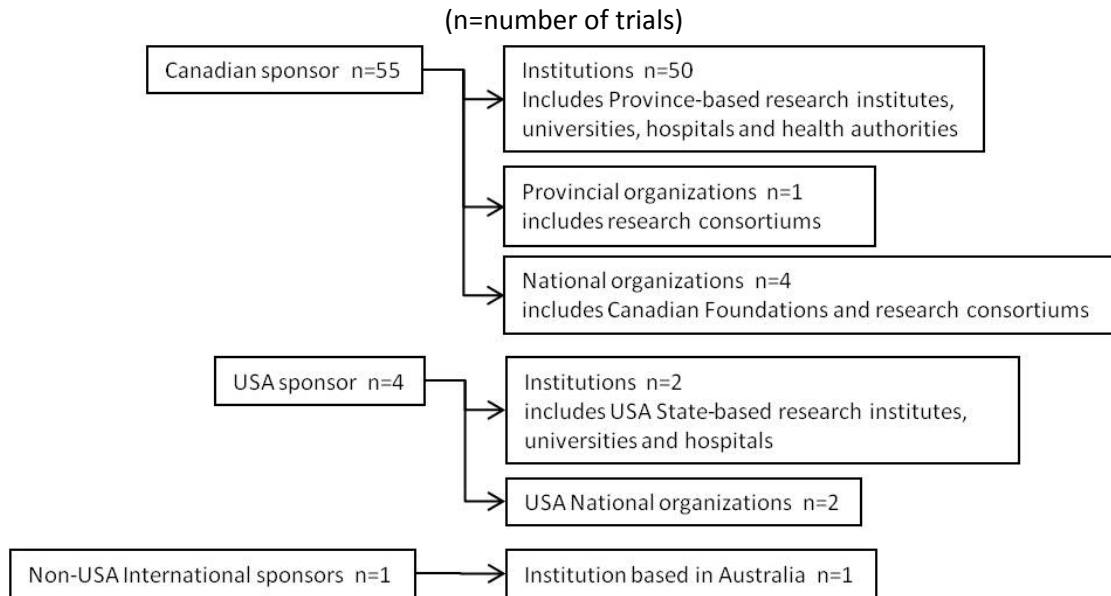 (n=number of trials)
Canadian sponsor n=55
Institutions n=50
Includes Province-based research institutes,
universities, hospitals and health authorities
Provincial organizations n=1
includes research consortiums
National organizations n=4
includes Canadian Foundations and research consortiums
USA sponsor n=4
Institutions n=2
includes USA State-based research institutes,
universities and hospitals
USA National organizations n=2
Non-USA International sponsors n=1
Institution based in Australia n=1